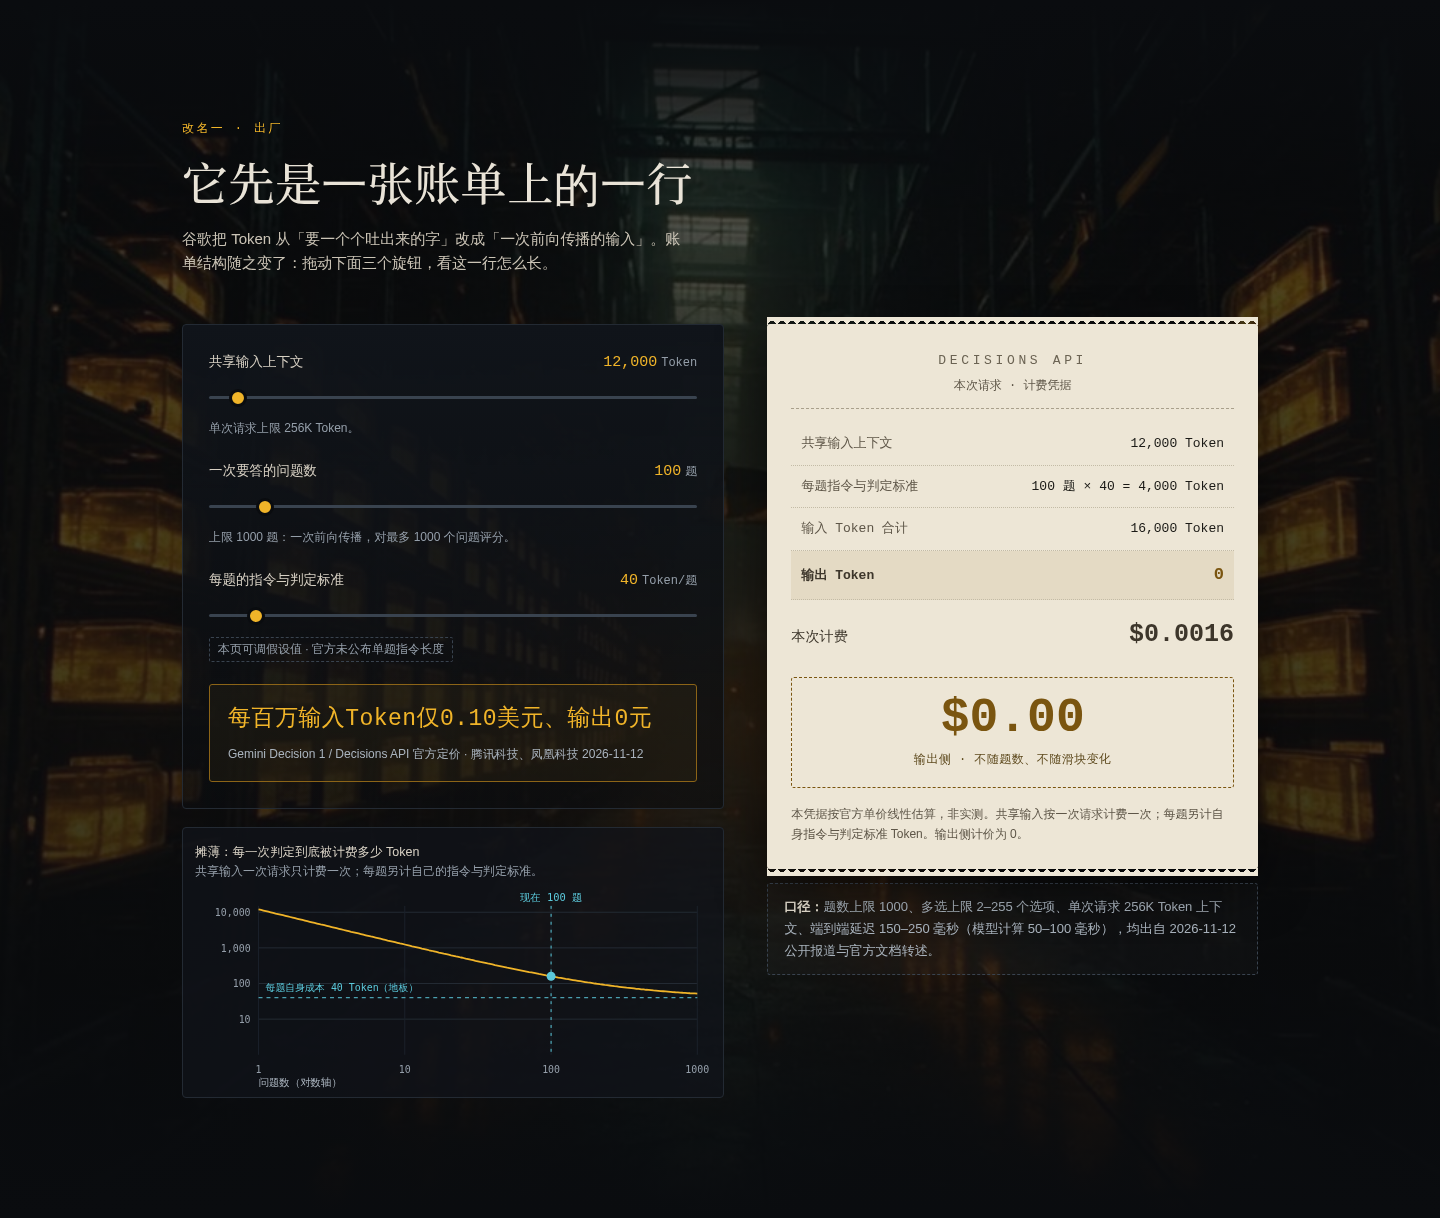 改名一 · 出厂
它先是一张账单上的一行
谷歌把 Token 从「要一个个吐出来的字」改成「一次前向传播的输入」。账
单结构随之变了：拖动下面三个旋钮，看这一行怎么长。
共享输入上下文 12,000 Token
单次请求上限 256K Token。
一次要答的问题数 100 题
上限 1000 题：一次前向传播，对最多 1000 个问题评分。
每题的指令与判定标准 40 Token/题
本页可调假设值 · 官方未公布单题指令长度
每百万输入Token仅0.10美元、输出0元
Gemini Decision 1 / Decisions API 官方定价 · 腾讯科技、凤凰科技 2026-11-12
摊薄：每一次判定到底被计费多少 Token
共享输入一次请求只计费一次；每题另计自己的指令与判定标准。
现在 100 题
10,000
1,000
100
每题自身成本 40 Token（地板）
10
1 10 100 1000
问题数（对数轴）
DECISIONS API
本次请求 · 计费凭据
共享输入上下文 12,000 Token
每题指令与判定标准 100 题 × 40 = 4,000 Token
输入 Token 合计 16,000 Token
输出 Token 0
本次计费 $0.0016
$0.00
输出侧 · 不随题数、不随滑块变化
本凭据按官方单价线性估算，非实测。共享输入按一次请求计费一次；每题另计自
身指令与判定标准 Token。输出侧计价为 0。
口径：题数上限 1000、多选上限 2–255 个选项、单次请求 256K Token 上下
文、端到端延迟 150–250 毫秒（模型计算 50–100 毫秒），均出自 2026-11-12
公开报道与官方文档转述。